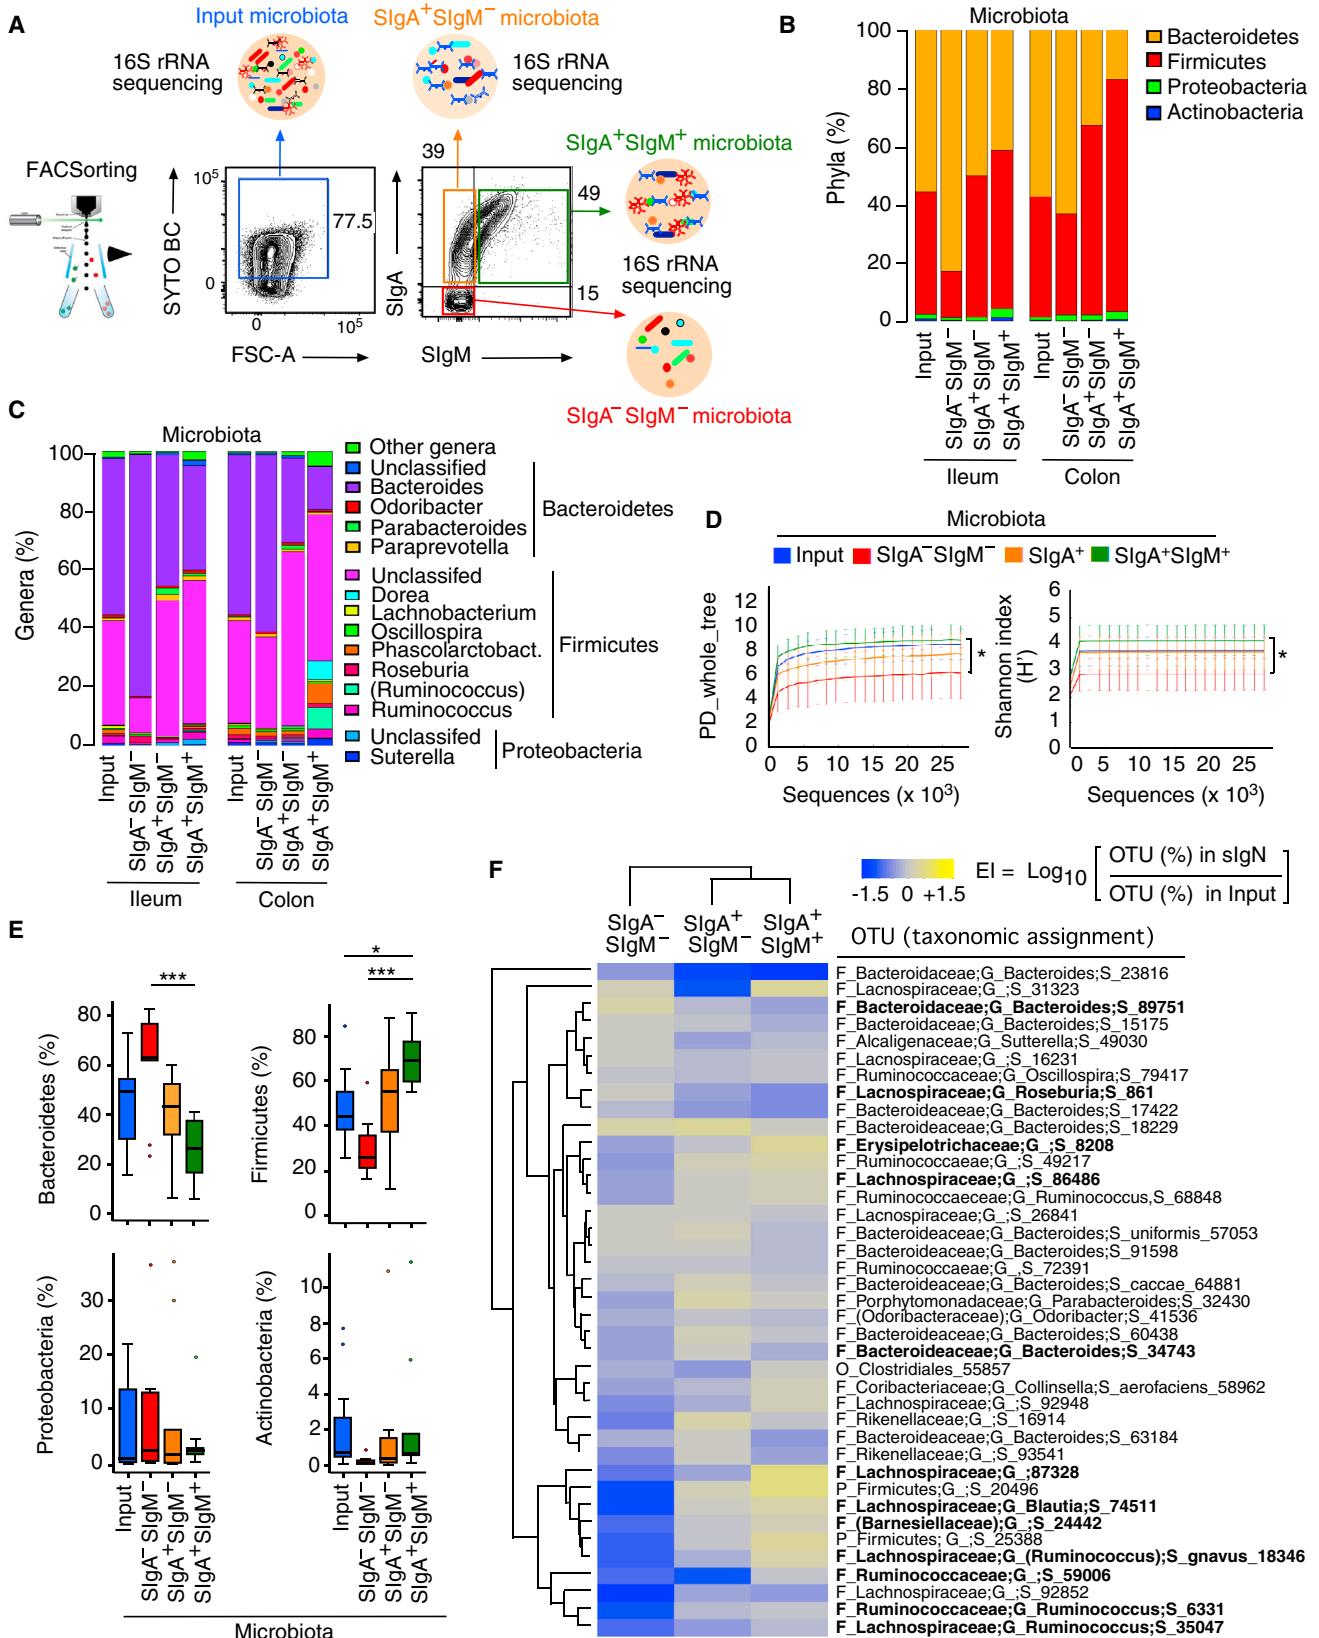 A
Input microbiota
SIgA+SIgM− microbiota
16S rRNA
sequencing
16S rRNA
sequencing
SIgA+SIgM+ microbiota
FACSorting
SYTO BC
10^5
0
77.5
0
10^5
FSC-A
SIgA
39
49
15
SIgM
16S rRNA
sequencing
SIgA− SIgM− microbiota
B
Microbiota
Phyla (%)
100
80
60
40
20
0
Bacteroidetes
Firmicutes
Proteobacteria
Actinobacteria
Input
SIgA− SIgM−
SIgA+SIgM−
SIgA+SIgM+
Input
SIgA− SIgM−
SIgA+SIgM−
SIgA+SIgM+
Ileum
Colon
C
Microbiota
Genera (%)
100
80
60
40
20
0
Input
SIgA− SIgM−
SIgA+SIgM−
SIgA+SIgM+
Input
SIgA− SIgM−
SIgA+SIgM−
SIgA+SIgM+
Ileum
Colon
Other genera
Unclassified
Bacteroides
Odoribacter
Parabacteroides
Paraprevotella
Bacteroidetes
Unclassifed
Dorea
Lachnobacterium
Oscillospira
Phascolarctobact.
Roseburia
(Ruminococcus)
Ruminococcus
Firmicutes
Unclassifed
Suterella
Proteobacteria
D
Microbiota
Input
SIgA−SIgM−
SIgA+
SIgA+SIgM+
PD_whole_tree
12
10
8
6
4
2
0
0 5 10 15 20 25
Sequences (x 10^3)
*
Shannon index
(H')
6
5
4
3
2
1
0
0 5 10 15 20 25
Sequences (x 10^3)
*
E
Bacteroidetes (%)
80
60
40
20
0
***
Firmicutes (%)
80
60
40
20
0
*
***
Proteobacteria (%)
30
20
10
0
Actinobacteria (%)
10
8
6
4
2
0
Input
SIgA− SIgM−
SIgA+SIgM−
SIgA+SIgM+
Input
SIgA− SIgM−
SIgA+SIgM−
SIgA+SIgM+
Microbiota
F
-1.5 0 +1.5
EI = Log10 [ OTU (%) in sIgN
OTU (%) in Input ]
SIgA−
SIgM−
SIgA+
SIgM−
SIgA+
SIgM+
OTU (taxonomic assignment)
F_Bacteroidaceae;G_Bacteroides;S_23816
F_Lacnospiraceae;G_;S_31323
F_Bacteroidaceae;G_Bacteroides;S_89751
F_Bacteroidaceae;G_Bacteroides;S_15175
F_Alcaligenaceae;G_Sutterella;S_49030
F_Lacnospiraceae;G_;S_16231
F_Ruminococcaceae;G_Oscillospira;S_79417
F_Lacnospiraceae;G_Roseburia;S_861
F_Bacteroideaceae;G_Bacteroides;S_17422
F_Bacteroideaceae;G_Bacteroides;S_18229
F_Erysipelotrichaceae;G_;S_8208
F_Ruminococcaeae;G_;S_49217
F_Lachnospiraceae;G_;S_86486
F_Ruminoccaeceae;G_Ruminococcus,S_68848
F_Lacnospiraceae;G_;S_26841
F_Bacteroideaceae;G_Bacteroides;S_uniformis_57053
F_Bacteroideaceae;G_Bacteroides;S_91598
F_Ruminoccaceae;G_;S_72391
F_Bacteroideaceae;G_Bacteroides;S_caccae_64881
F_Porphytomonadaceae;G_Parabacteroides;S_32430
F_(Odoribacteraceae);G_Odoribacter;S_41536
F_Bacteroideaceae;G_Bacteroides;S_60438
F_Bacteroideaceae;G_Bacteroides;S_34743
O_Clostridiales_55857
F_Coribacteriaceae;G_Collinsella;S_aerofaciens_58962
F_Lachnospiraceae;G_;S_92948
F_Rikenellaceae;G_;S_16914
F_Bacteroideaceae;G_Bacteroides;S_63184
F_Rikenellaceae;G_;S_93541
F_Lachnospiraceae;G_;87328
P_Firmicutes;G_;S_20496
F_Lachnospiraceae;G_Blautia;S_74511
F_(Barnesiellaceae);G_;S_24442
P_Firmicutes; G_;S_25388
F_Lachnospiraceae;G_(Ruminococcus);S_gnavus_18346
F_Ruminococcaceae;G_;S_59006
F_Lachnospiraceae;G_;S_92852
F_Ruminoccaceae;G_Ruminococcus;S_6331
F_Lachnospiraceae;G_Ruminococcus;S_35047